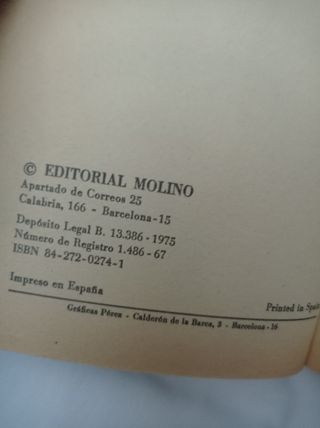 © EDITORIAL MOLINO
Apartado de Correos 25
Calabria, 166 - Barcelona-15
Depósito Legal B. 13.386 - 1975
Número de Registro 1.486 - 67
ISBN 84-272-0274-1
Impreso en España
Printed in
Gráficas Pérez - Calderón de la Barca, 3 - Barcelona-16